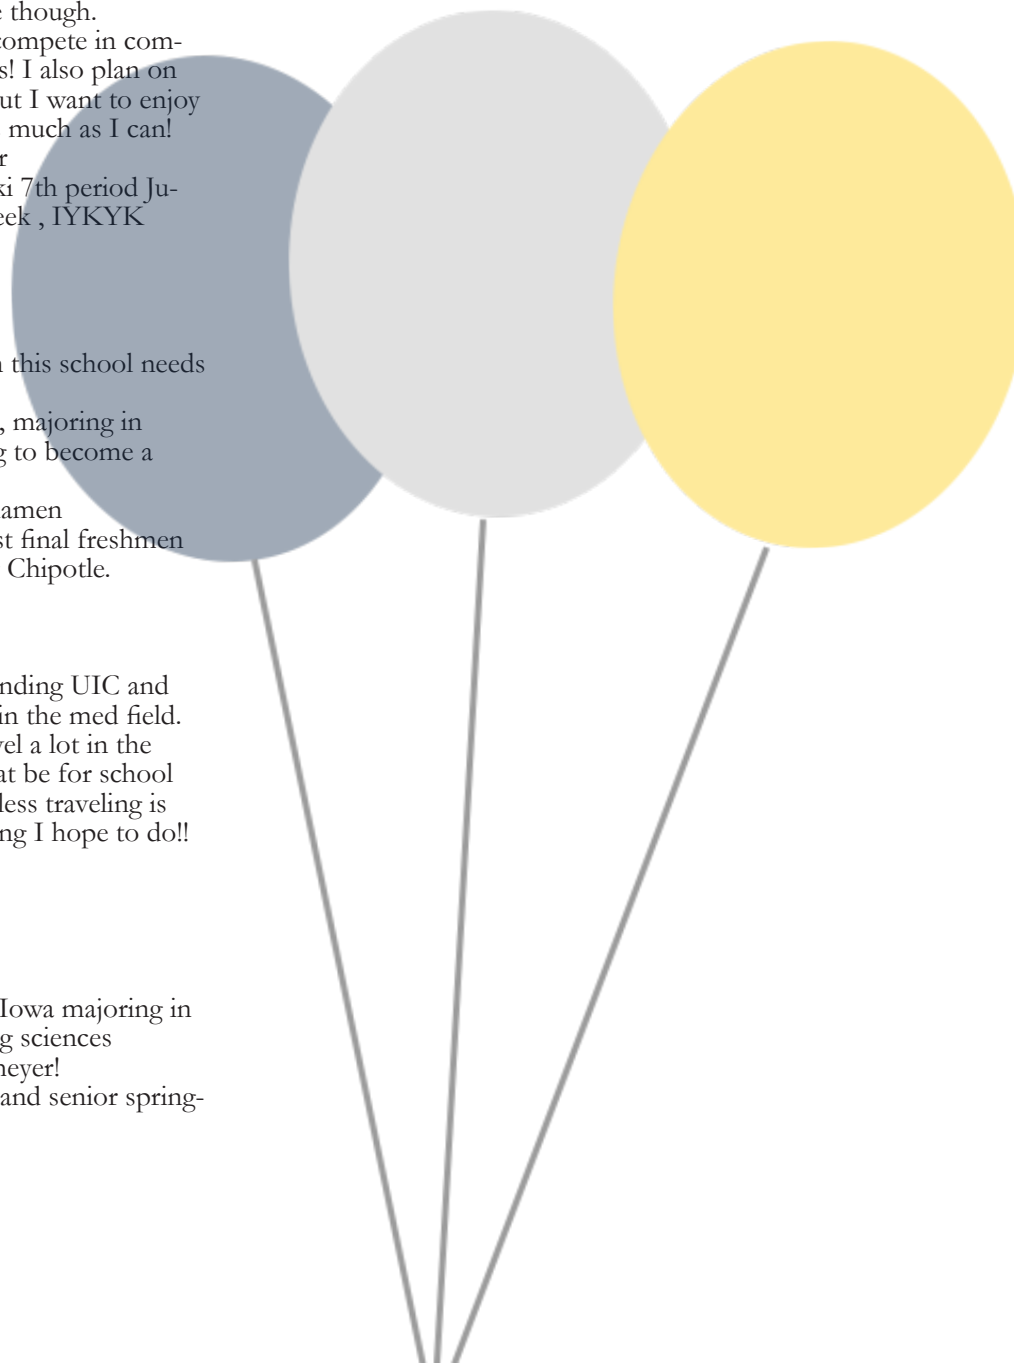 e though.
compete in com-
s! I also plan on
ut I want to enjoy
much as I can!
r
ki 7th period Ju-
eek , IYKYK
n this school needs
, majoring in
g to become a
amen
st final freshmen
Chipotle.
nding UIC and
in the med field.
vel a lot in the
at be for school
less traveling is
ng I hope to do!!
Iowa majoring in
g sciences
neyer!
and senior spring-